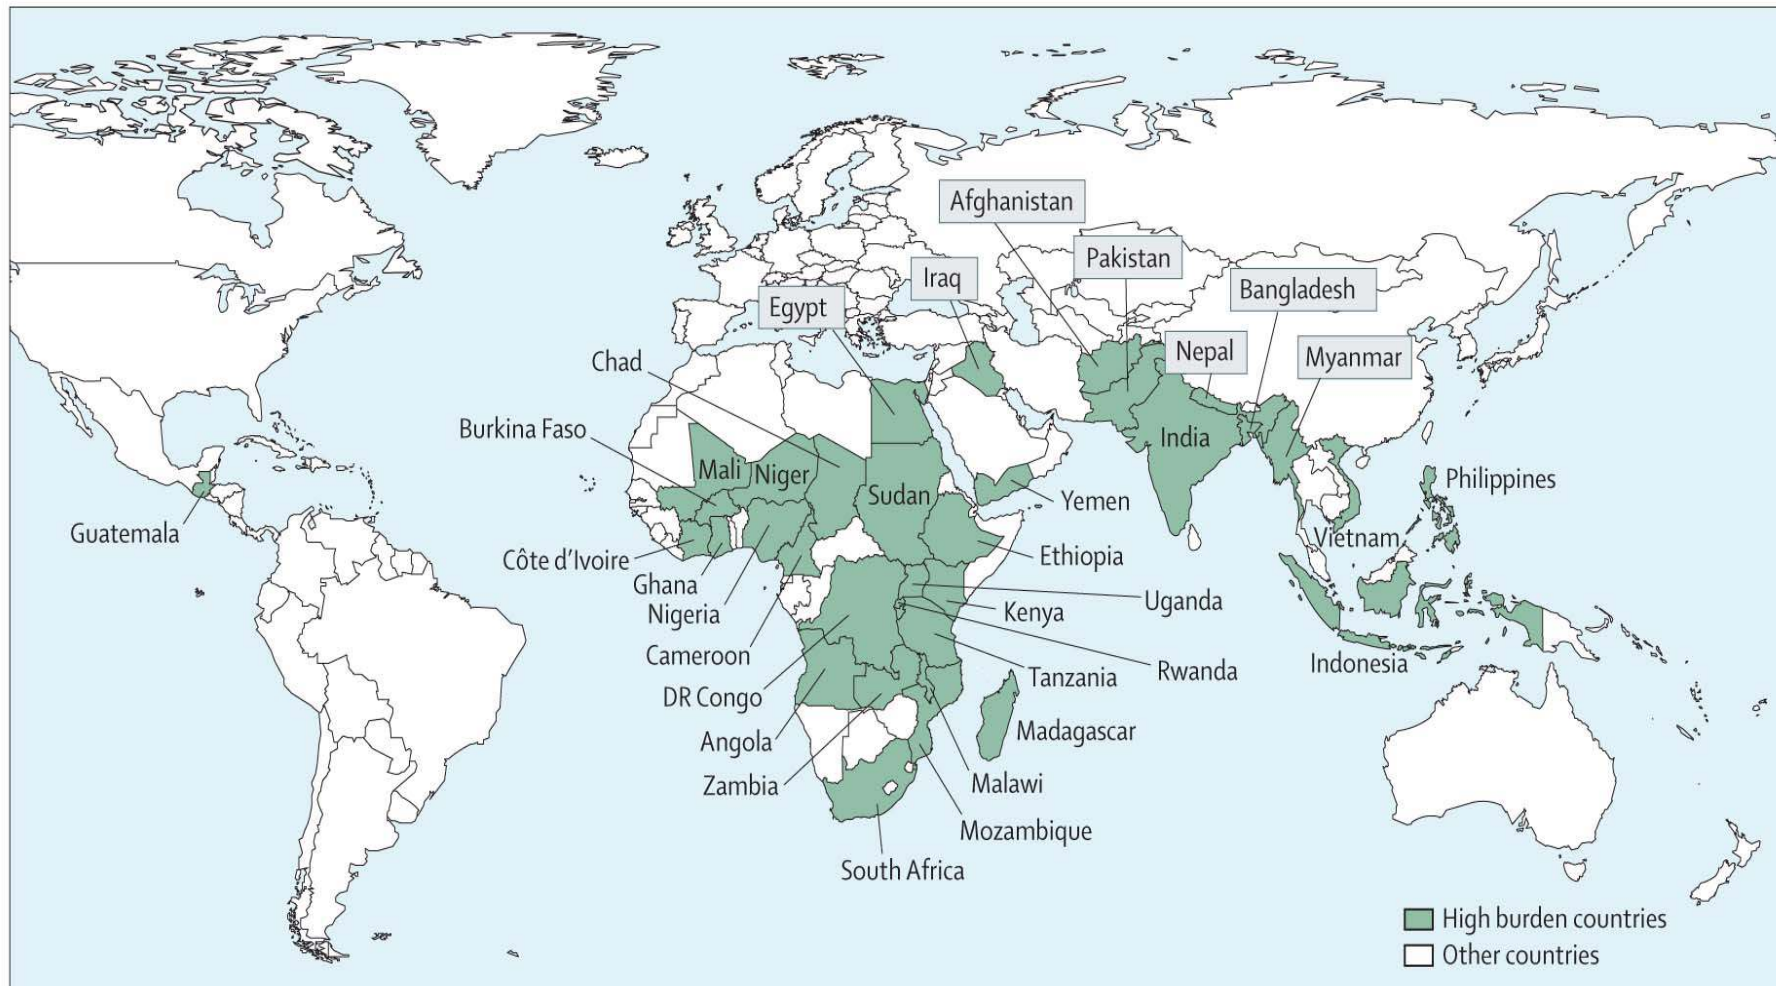 Afghanistan
Pakistan
Iraq
Bangladesh
Egypt
Nepal
Myanmar
Chad
Burkina Faso
India
Mali
Niger
Philippines
Sudan
Yemen
Guatemala
Vietnam
Côte d'Ivoire
Ethiopia
Ghana
Uganda
Nigeria
Kenya
Cameroon
Rwanda
Indonesia
Tanzania
DR Congo
Madagascar
Angola
Zambia
Malawi
Mozambique
South Africa
High burden countries
Other countries